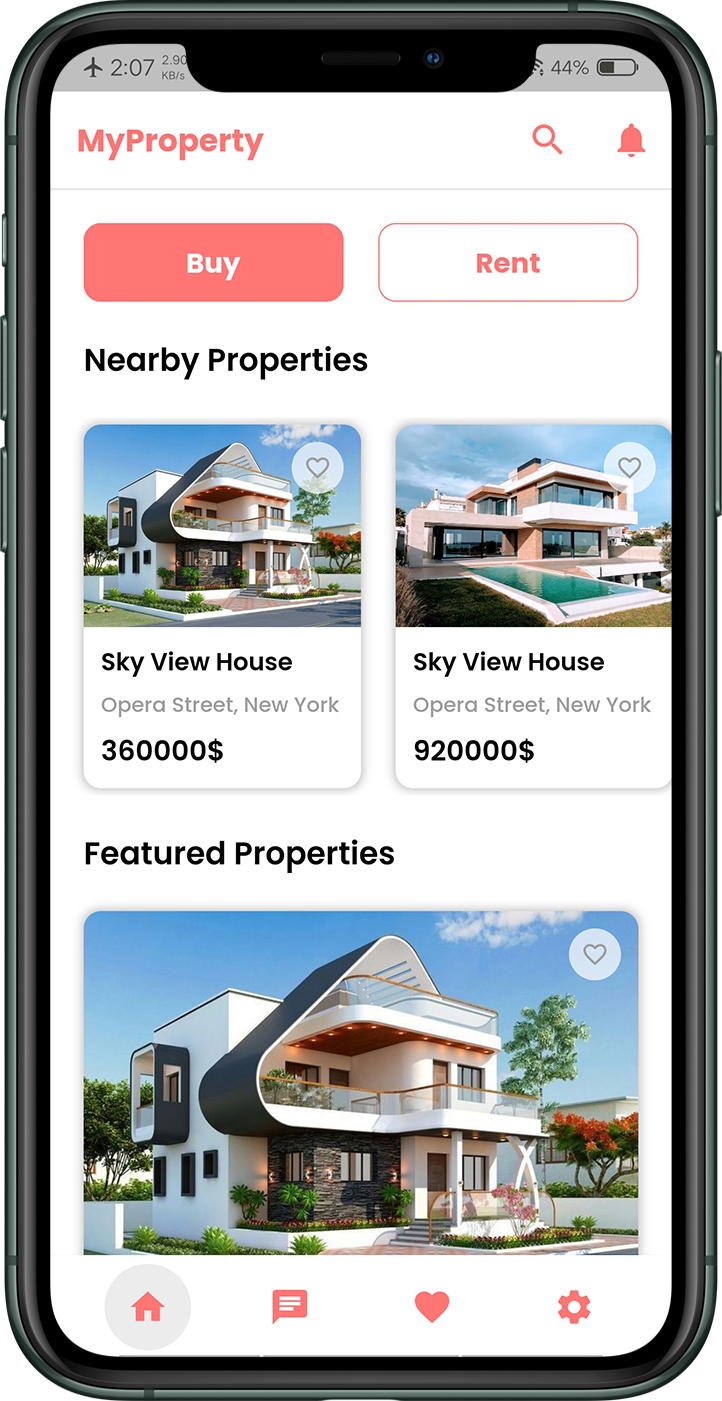 2:07 2.90 KB/s 44%
MyProperty
Buy Rent
Nearby Properties
Sky View House
Opera Street, New York
360000$
Sky View House
Opera Street, New York
920000$
Featured Properties